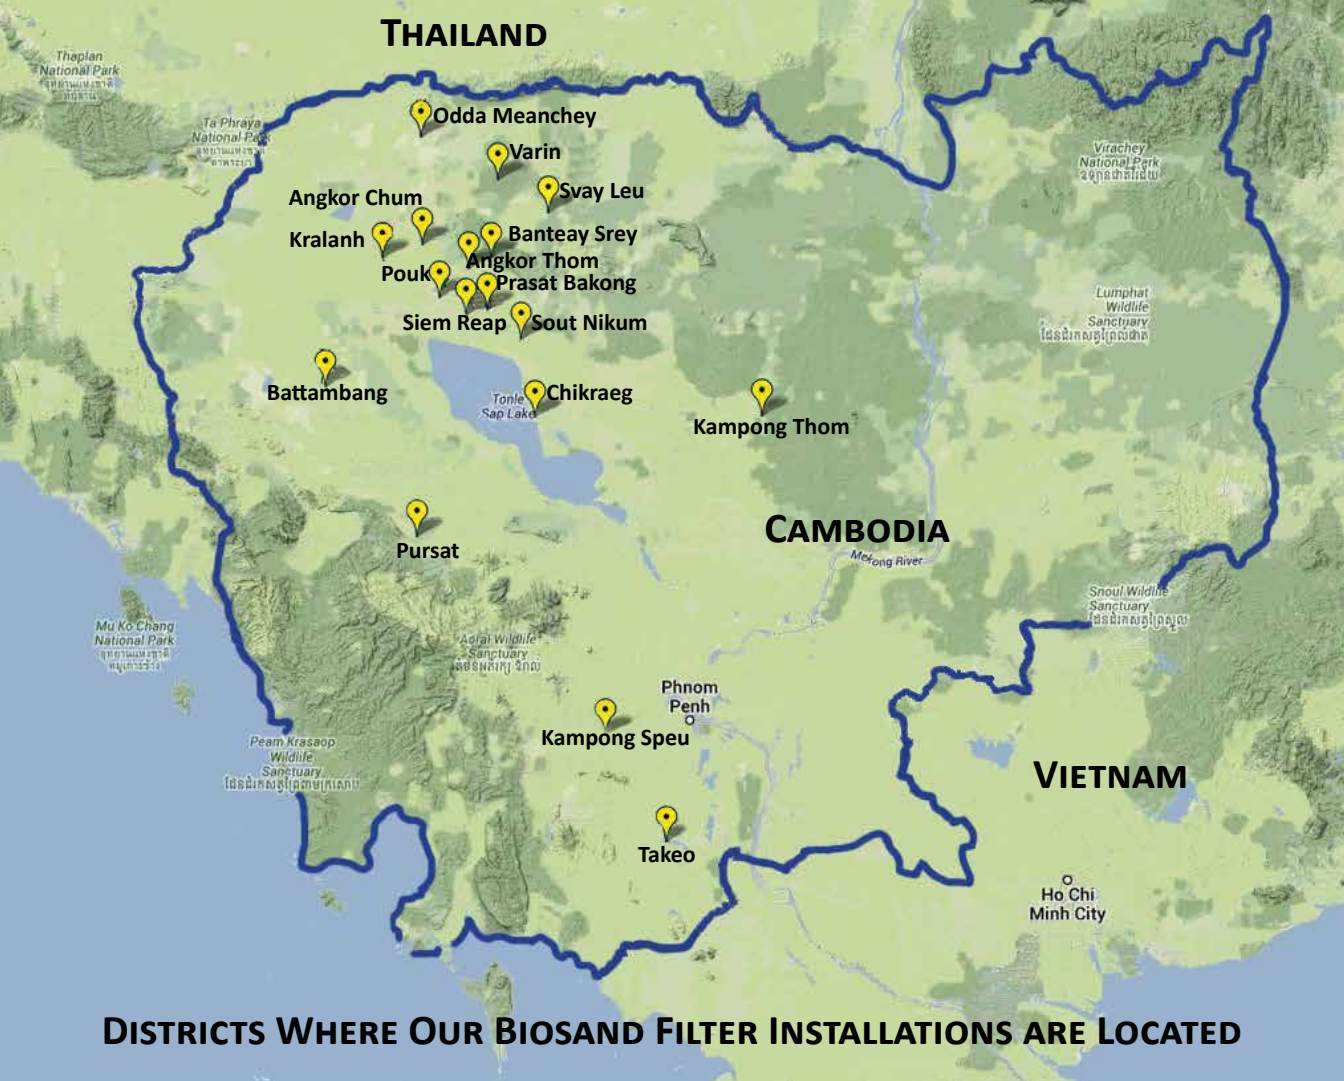 THAILAND
Thaplan
National Park
Ta Phraya
National Park
Odda Meanchey
Varin
Virachey
National Park
Svay Leu
Angkor Chum
Kralanh
Banteay Srey
Angkor Thom
Pouk
Prasat Bakong
Siem Reap
Sout Nikum
Lumphat
Wildlife
Sanctuary
Battambang
Tonle
Sap Lake
Chikraeg
Kampong Thom
Pursat
CAMBODIA
Mekong River
Snoul Wildlife
Sanctuary
Mu Ko Chang
National Park
Aoral Wildlife
Sanctuary
Phnom
Penh
Kampong Speu
Peam Krasaop
Wildlife
Sanctuary
VIETNAM
Takeo
Ho Chi
Minh City
DISTRICTS WHERE OUR BIOSAND FILTER INSTALLATIONS ARE LOCATED